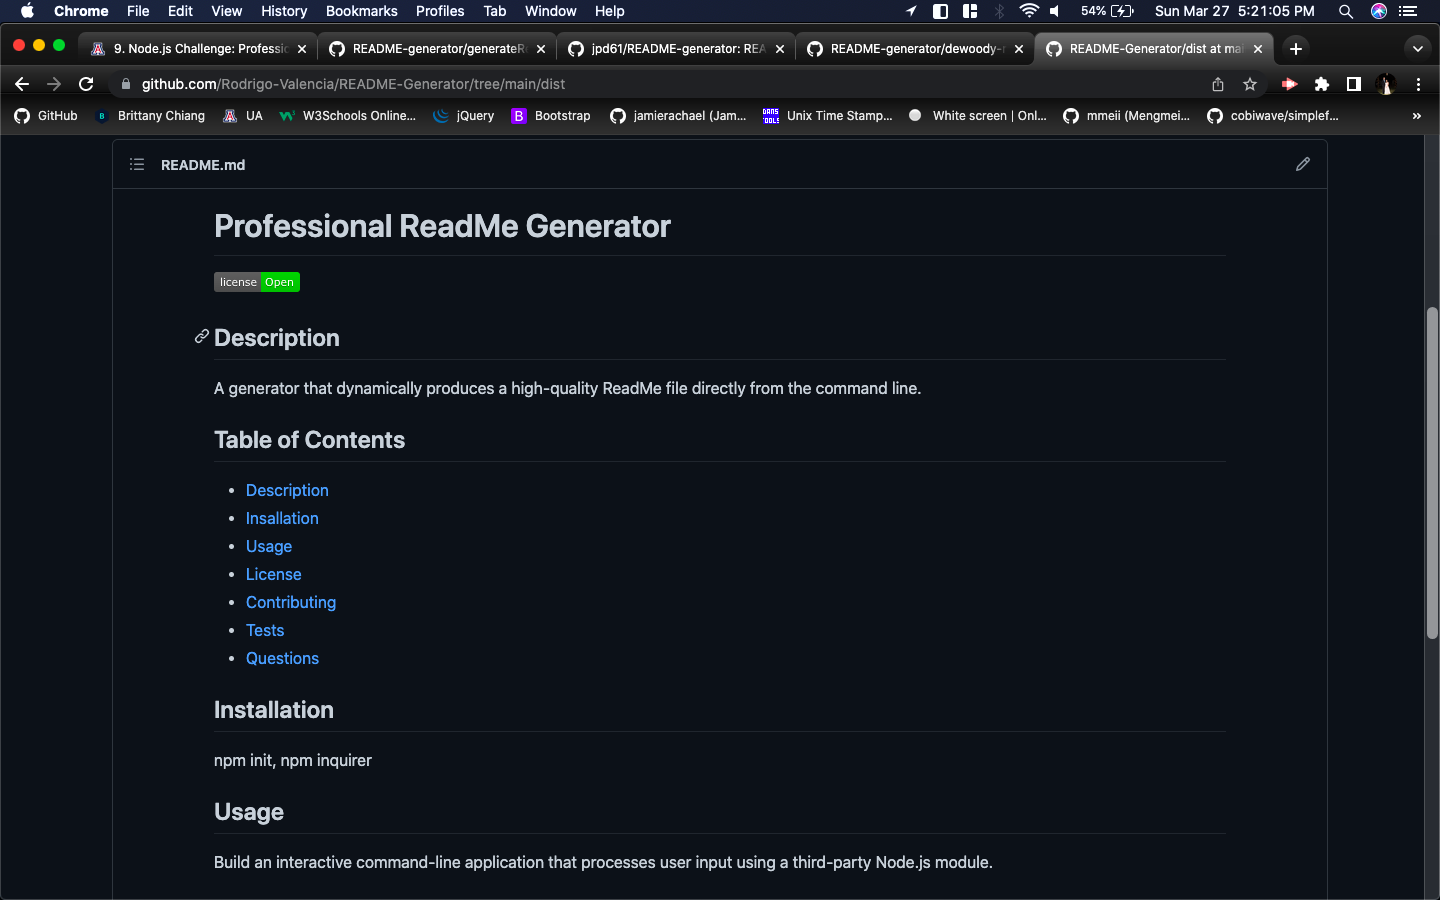 Chrome File Edit View History Bookmarks Profiles Tab Window Help 54% Sun Mar 27 5:21:05 PM
9. Node.js Challenge: Professio README-generator/generateRe jpd61/README-generator: REA README-generator/dewoody-r README-Generator/dist at mai
github.com/Rodrigo-Valencia/README-Generator/tree/main/dist
GitHub Brittany Chiang UA W3Schools Online... jQuery B Bootstrap jamierachael (Jam... Unix Time Stamp... White screen | Onl... mmeii (Mengmei... cobiwave/simplef... »
README.md
Professional ReadMe Generator
license Open
Description
A generator that dynamically produces a high-quality ReadMe file directly from the command line.
Table of Contents
Description
Insallation
Usage
License
Contributing
Tests
Questions
Installation
npm init, npm inquirer
Usage
Build an interactive command-line application that processes user input using a third-party Node.js module.